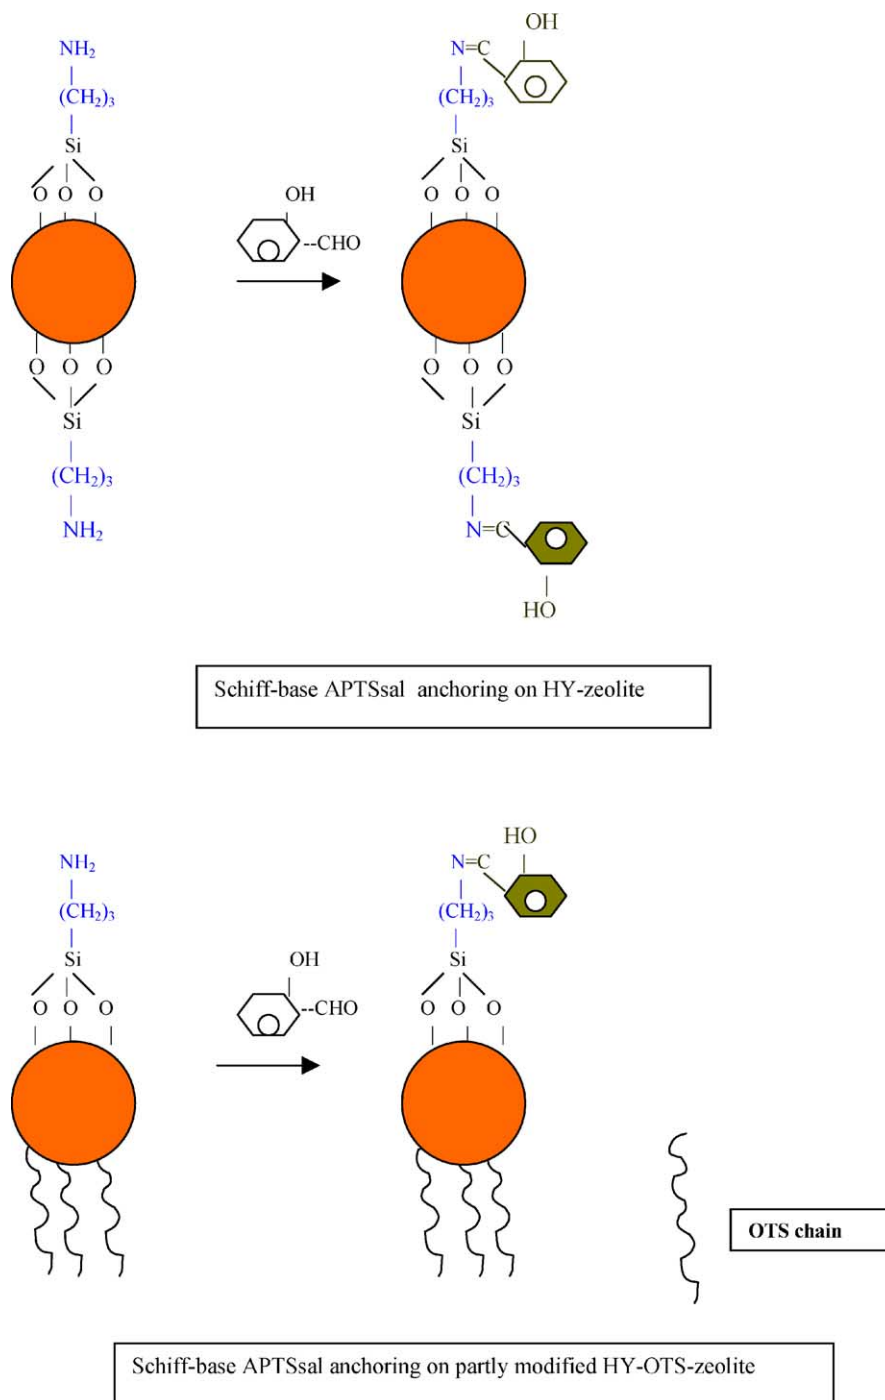 NH2
N=C
OH
(CH2)3
(CH2)3
Si
Si
O O O
OH
--CHO
O O O
O O O
O O O
Si
Si
(CH2)3
(CH2)3
NH2
N=C
HO
Schiff-base APTSsal anchoring on HY-zeolite
HO
NH2
N=C
(CH2)3
(CH2)3
Si
Si
OH
O O O
--CHO
O O O
OTS chain
Schiff-base APTSsal anchoring on partly modified HY-OTS-zeolite